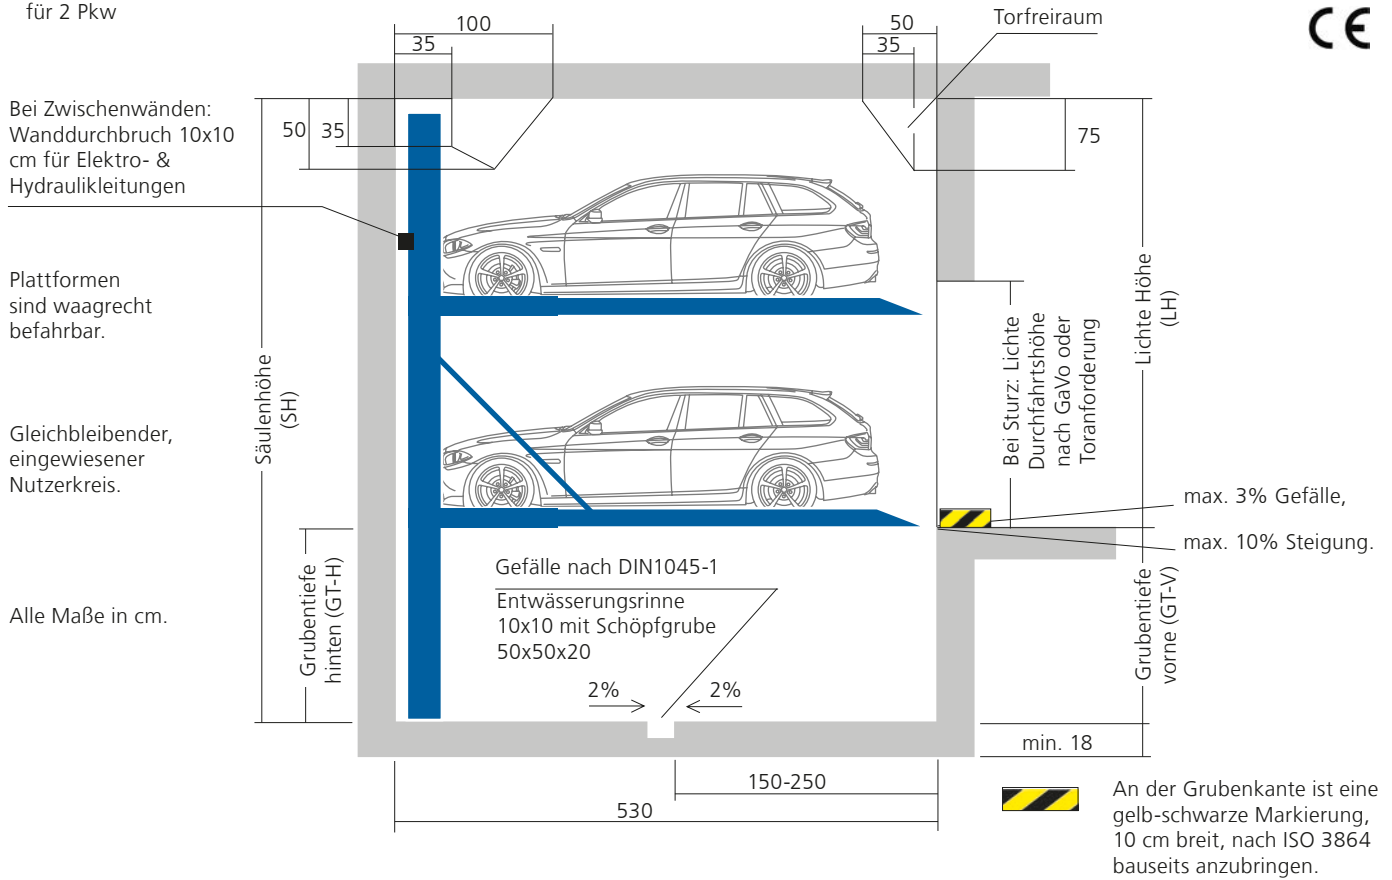 für 2 Pkw
100
35
50
35
Torfreiraum
CE
Bei Zwischenwänden:
Wanddurchbruch 10x10
cm für Elektro- &
Hydraulikleitungen
50
35
75
Plattformen
sind waagrecht
befahrbar.
Säulenhöhe
(SH)
Bei Sturz: Lichte
Durchfahrtshöhe
nach GaVo oder
Toranforderung
Lichte Höhe
(LH)
Gleichbleibender,
eingewiesener
Nutzerkreis.
max. 3% Gefälle,
max. 10% Steigung.
Alle Maße in cm.
Grubentiefe
hinten (GT-H)
Gefälle nach DIN1045-1
Entwässerungsrinne
10x10 mit Schöpfgrube
50x50x20
2%
2%
Grubentiefe
vorne (GT-V)
min. 18
150-250
530
An der Grubenkante ist eine
gelb-schwarze Markierung,
10 cm breit, nach ISO 3864
bauseits anzubringen.